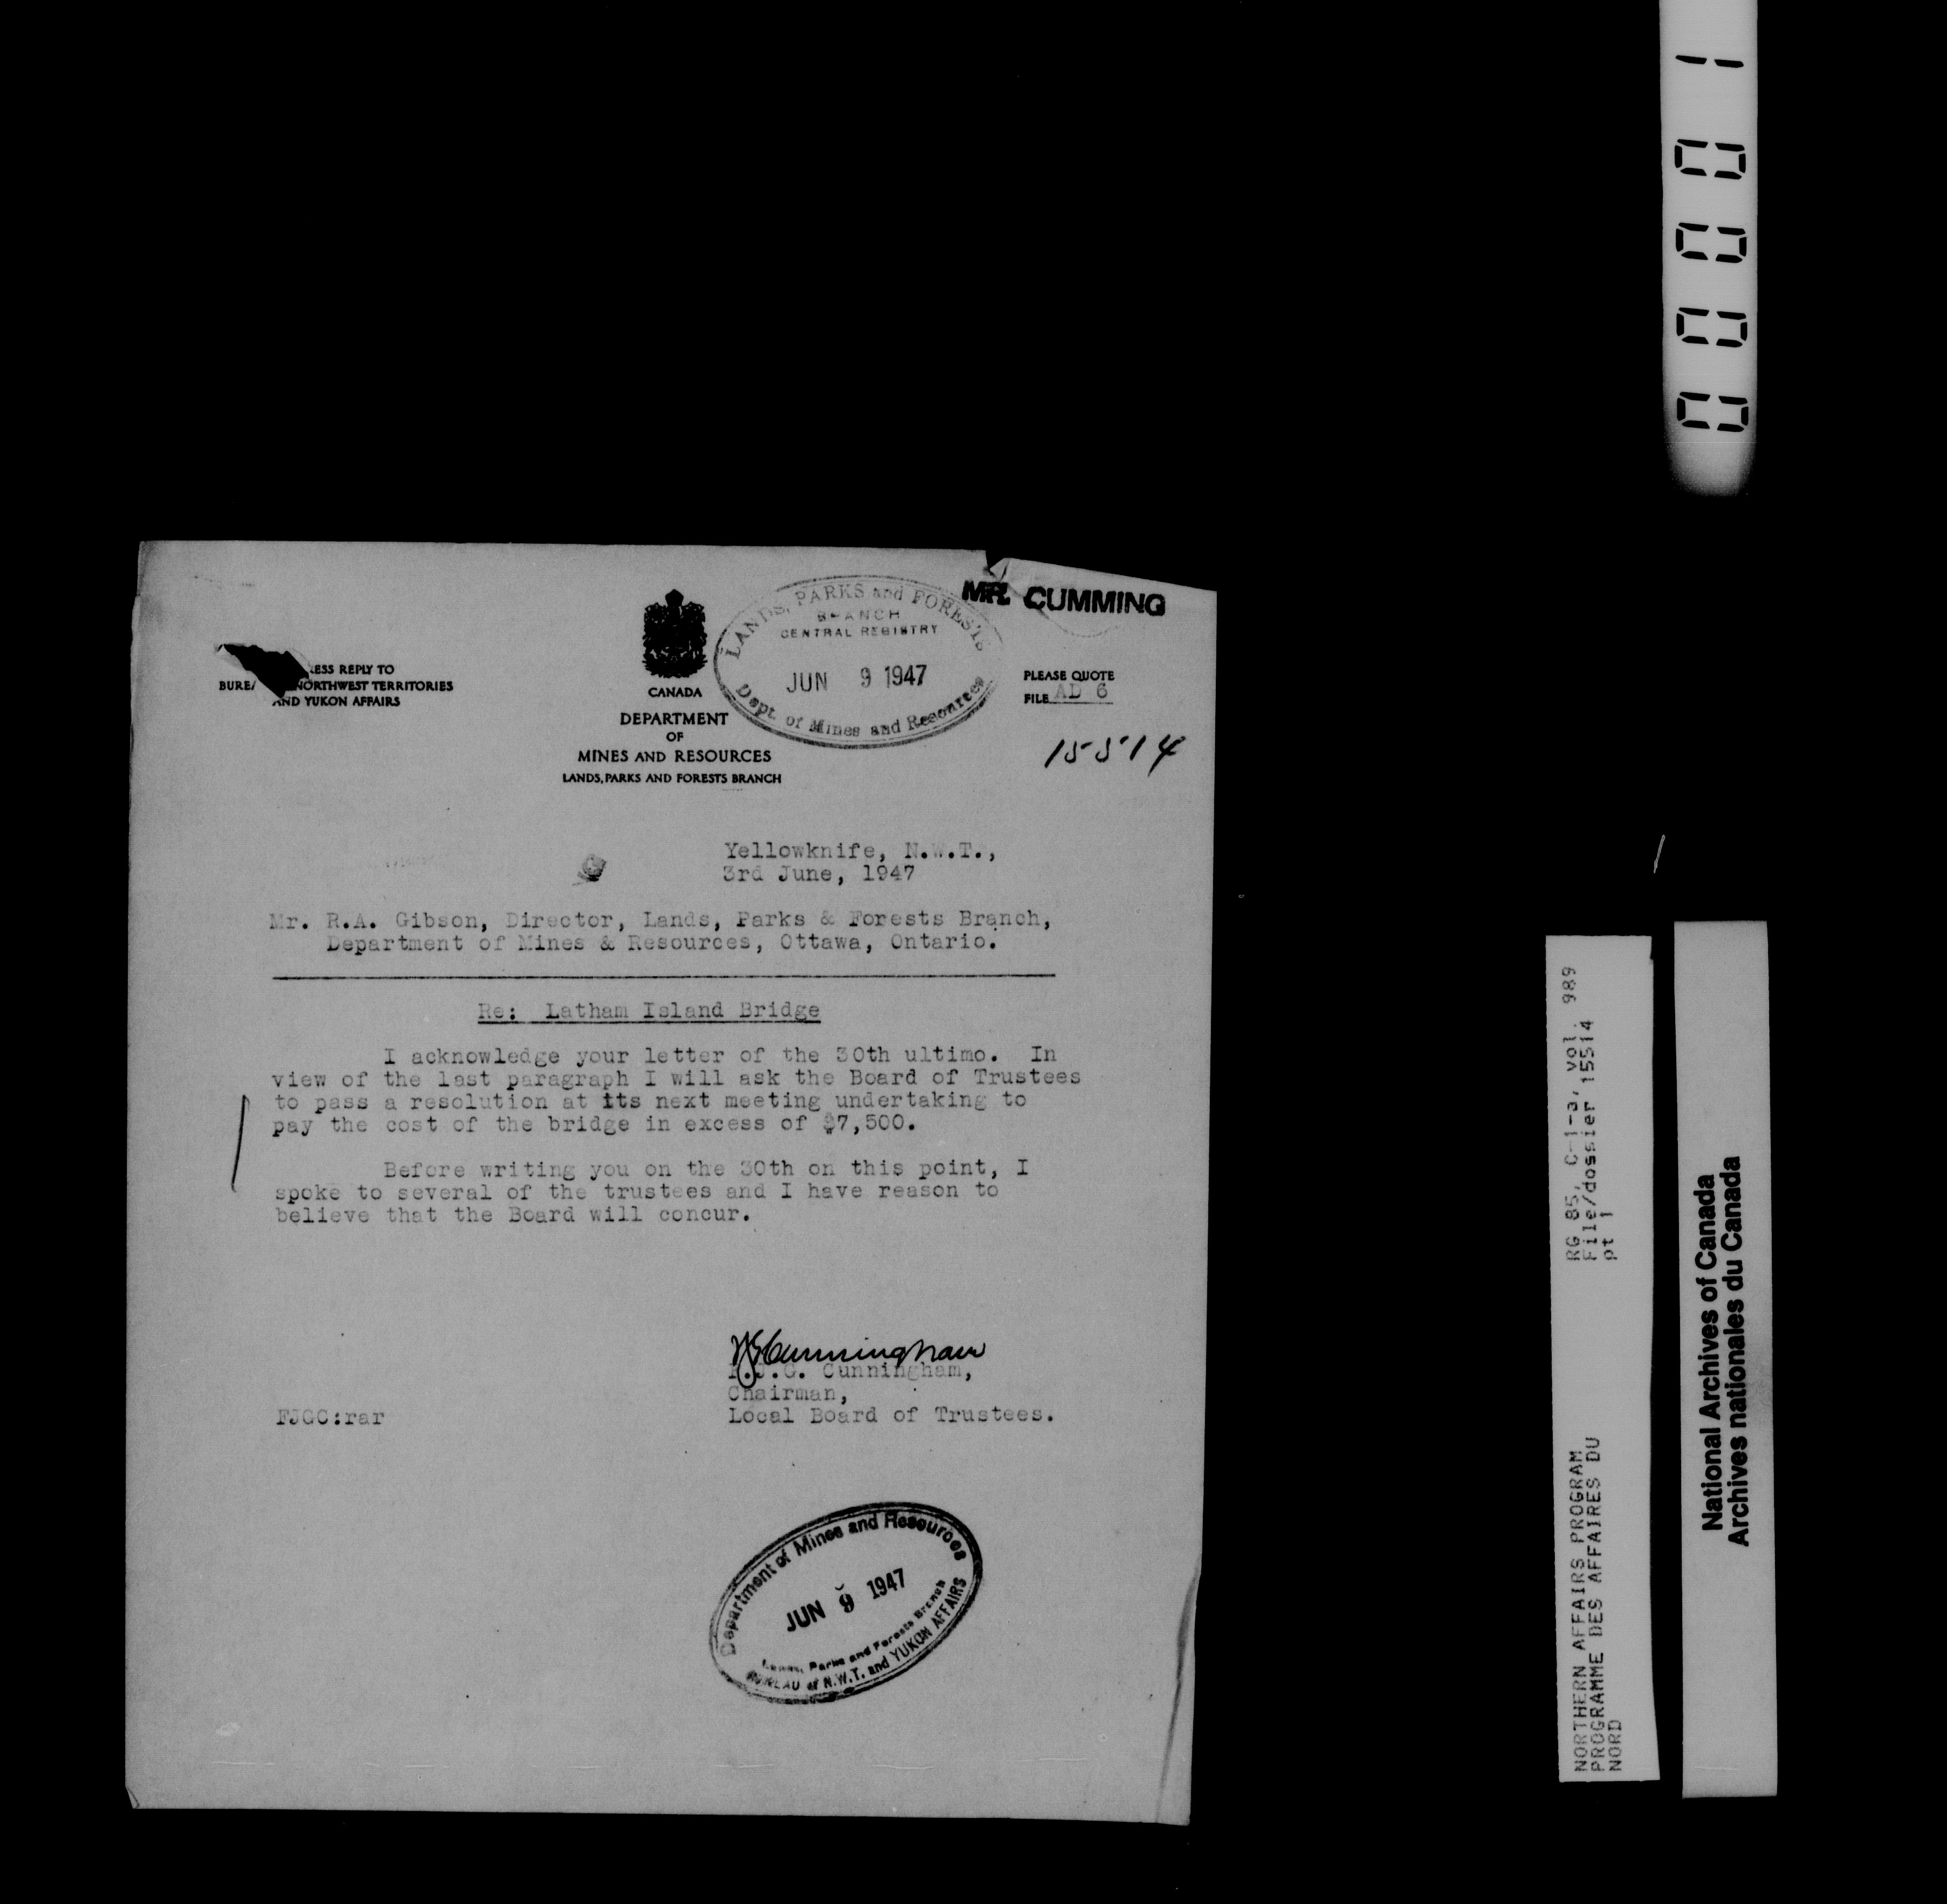 MR. CUMMING
LANDS, PARKS and FORESTS
BRANCH
CENTRAL REGISTRY
JUN 9 1947
Dept. of Mines and Resources
ESS REPLY TO
BUREA NORTHWEST TERRITORIES
AND YUKON AFFAIRS
CANADA
DEPARTMENT
OF
MINES AND RESOURCES
LANDS, PARKS AND FORESTS BRANCH
PLEASE QUOTE
FILE AD 6
15514
Yellowknife, N.W.T.,
3rd June, 1947
Mr. R.A. Gibson, Director, Lands, Parks & Forests Branch,
Department of Mines & Resources, Ottawa, Ontario.
Re: Latham Island Bridge
I acknowledge your letter of the 30th ultimo. In
view of the last paragraph I will ask the Board of Trustees
to pass a resolution at its next meeting undertaking to
pay the cost of the bridge in excess of $7,500.
Before writing you on the 30th on this point, I
spoke to several of the trustees and I have reason to
believe that the Board will concur.
FJGCunningham
F.J.G. Cunningham,
Chairman,
Local Board of Trustees.
FJGC:rar
Department of Mines and Resources
JUN 9 1947
Lands, Parks and Forests Branch
BUREAU of N.W.T. and YUKON AFFAIRS
00001
RG 85, C-1-a, vol. 989
File/dossier 15514
pt 1
NORTHERN AFFAIRS PROGRAM
PROGRAMME DES AFFAIRES DU
NORD
National Archives of Canada
Archives nationales du Canada